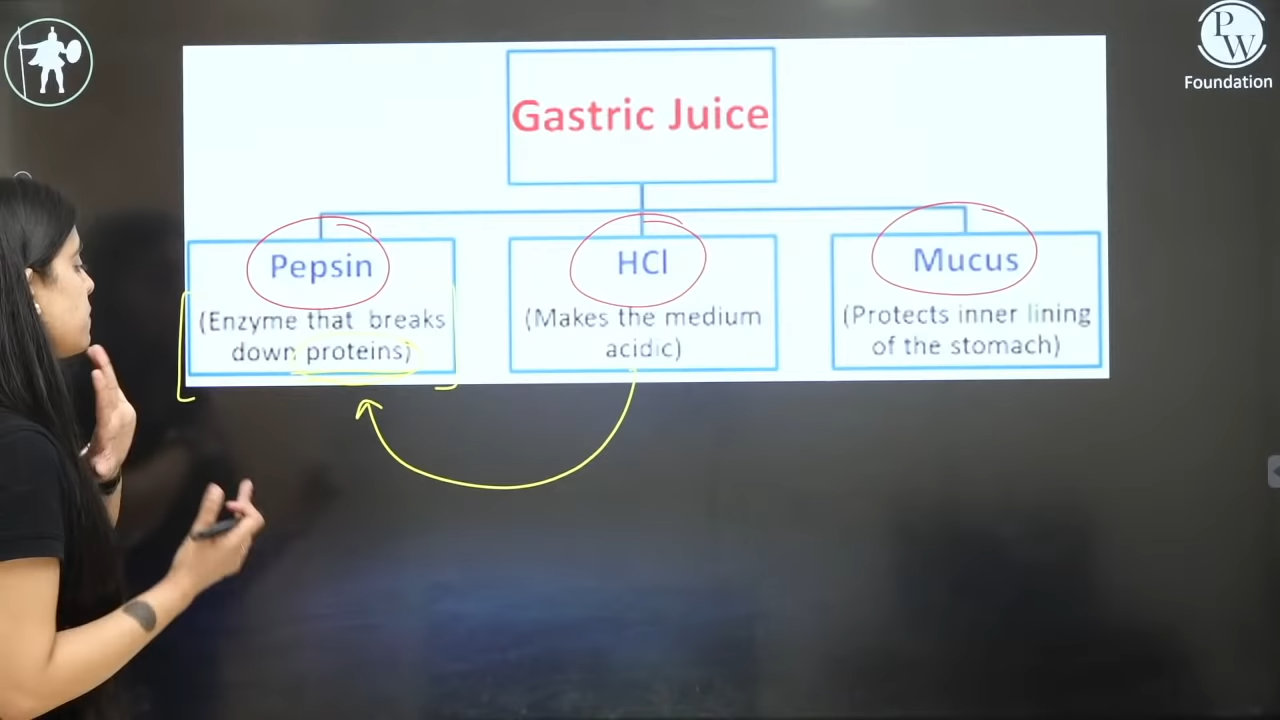 PW
Foundation
Gastric Juice
Pepsin
(Enzyme that breaks
down proteins)
HCl
(Makes the medium
acidic)
Mucus
(Protects inner lining
of the stomach)